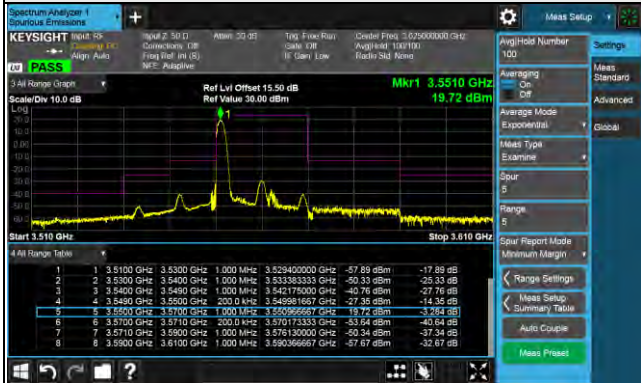 Spectrum Analyzer 1
Spurious Emissions
+
Meas Setup
KEYSIGHT Input: RF
Coupling: DC
Align: Auto
Input Z: 50 Ω
Corrections: Off
Freq Ref: Int (S)
NFE: Adaptive
Atten: 30 dB
Trig: Free Run
Gate: Off
IF Gain: Low
Center Freq: 3.625000000 GHz
Avg|Hold: 100/100
Radio Std: None
LW PASS
3 All Range Graph
Scale/Div 10.0 dB
Ref Lvl Offset 15.50 dB
Ref Value 30.00 dBm
Mkr1 3.5510 GHz
19.72 dBm
Log
1
Start 3.510 GHz
Stop 3.610 GHz
4 All Range Table
1 1 3.5100 GHz 3.5300 GHz 1.000 MHz 3.529400000 GHz -57.89 dBm -17.89 dB
2 2 3.5300 GHz 3.5400 GHz 1.000 MHz 3.533383333 GHz -50.33 dBm -25.33 dB
3 3 3.5400 GHz 3.5490 GHz 1.000 MHz 3.542175000 GHz -40.76 dBm -27.76 dB
4 4 3.5490 GHz 3.5500 GHz 200.0 kHz 3.549981667 GHz -27.35 dBm -14.35 dB
5 5 3.5500 GHz 3.5700 GHz 1.000 MHz 3.550966667 GHz 19.72 dBm -3.264 dB
6 6 3.5700 GHz 3.5710 GHz 200.0 kHz 3.570173333 GHz -53.64 dBm -40.64 dB
7 7 3.5710 GHz 3.5900 GHz 1.000 MHz 3.576130000 GHz -50.34 dBm -37.34 dB
8 8 3.5900 GHz 3.6100 GHz 1.000 MHz 3.590366667 GHz -57.67 dBm -32.67 dB
Avg|Hold Number
100
Averaging
On
Off
Average Mode
Exponential
Meas Type
Examine
Spur
5
Range
5
Spur Report Mode
Minimum Margin
Range Settings
Meas Setup
Summary Table
Auto Couple
Meas Preset
Settings
Meas
Standard
Advanced
Global
?